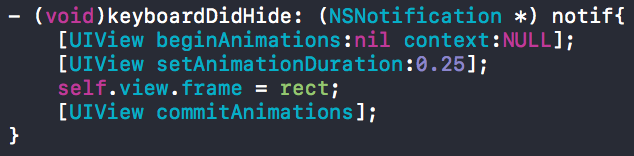 - (void)keyboardDidHide: (NSNotification *) notif{
    [UIView beginAnimations:nil context:NULL];
    [UIView setAnimationDuration:0.25];
    self.view.frame = rect;
    [UIView commitAnimations];
}